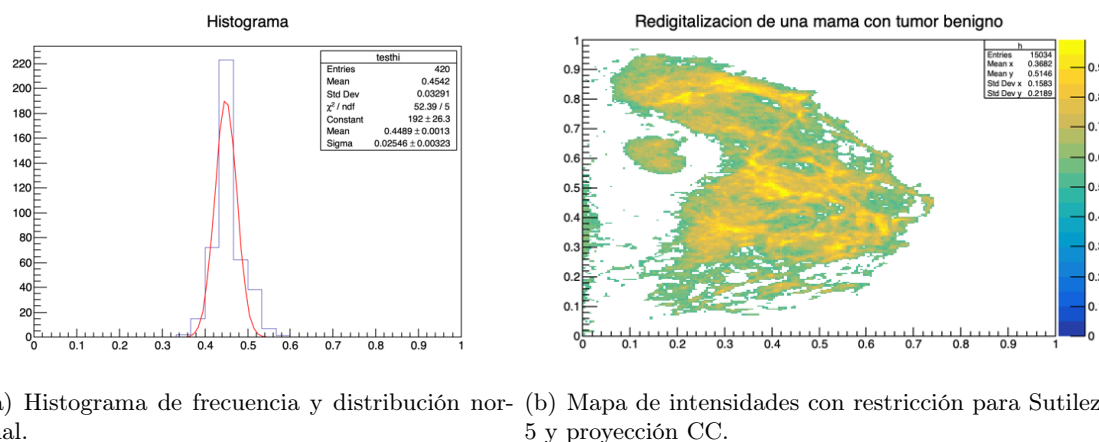 Histograma
testhi
Entries 420
Mean 0.4542
Std Dev 0.03291
χ² / ndf 52.39 / 5
Constant 192 ± 26.3
Mean 0.4489 ± 0.0013
Sigma 0.02546 ± 0.00323
220
200
180
160
140
120
100
80
60
40
20
0
0 0.1 0.2 0.3 0.4 0.5 0.6 0.7 0.8 0.9 1
Redigitalizacion de una mama con tumor benigno
h
Entries 15034
Mean x 0.3682
Mean y 0.5146
Std Dev x 0.1583
Std Dev y 0.2189
1
0.9
0.8
0.7
0.6
0.5
0.4
0.3
0.2
0.1
0
0 0.1 0.2 0.3 0.4 0.5 0.6 0.7 0.8 0.9 1
0
) Histograma de frecuencia y distribución nor-
al.
(b) Mapa de intensidades con restricción para Sutilez
5 y proyección CC.